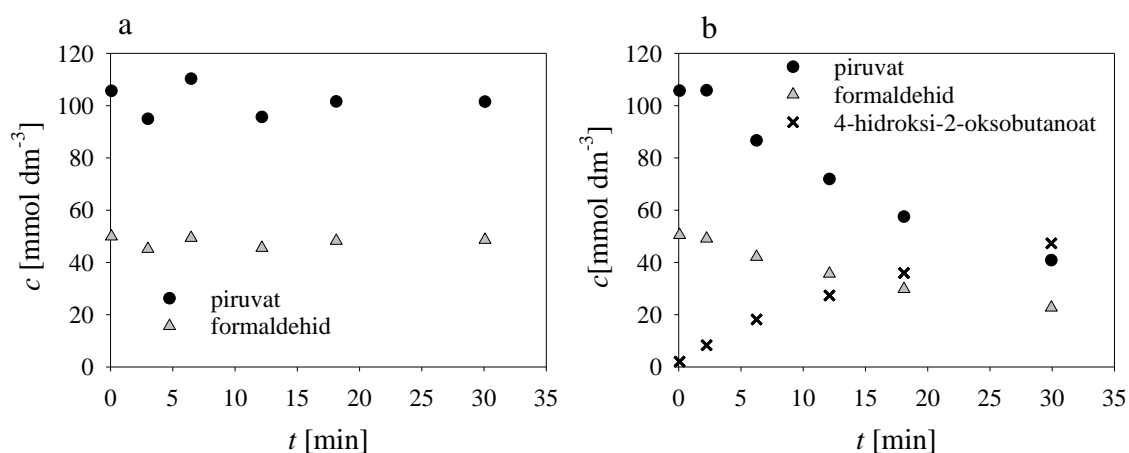 a
120
100
80
60
40
20
0
c [mmol dm⁻³]
piruvat
formaldehid
0 5 10 15 20 25 30 35
t [min]
b
120
100
80
60
40
20
0
c[mmol dm⁻³]
piruvat
formaldehid
4-hidroksi-2-oksobutanoat
0 5 10 15 20 25 30 35
t [min]